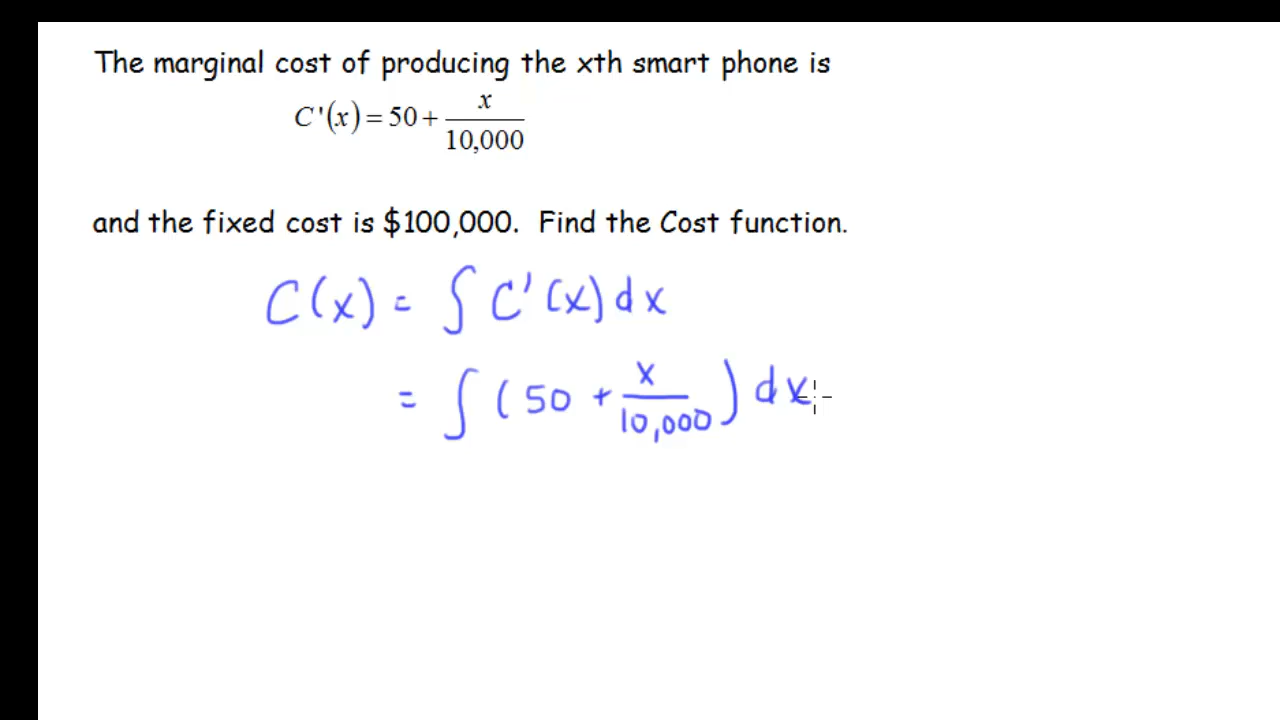 The marginal cost of producing the xth smart phone is
C'(x) = 50 + x/10,000
and the fixed cost is $100,000. Find the Cost function.
C(x) = ∫ C'(x) dx
= ∫ (50 + x/10,000) dx